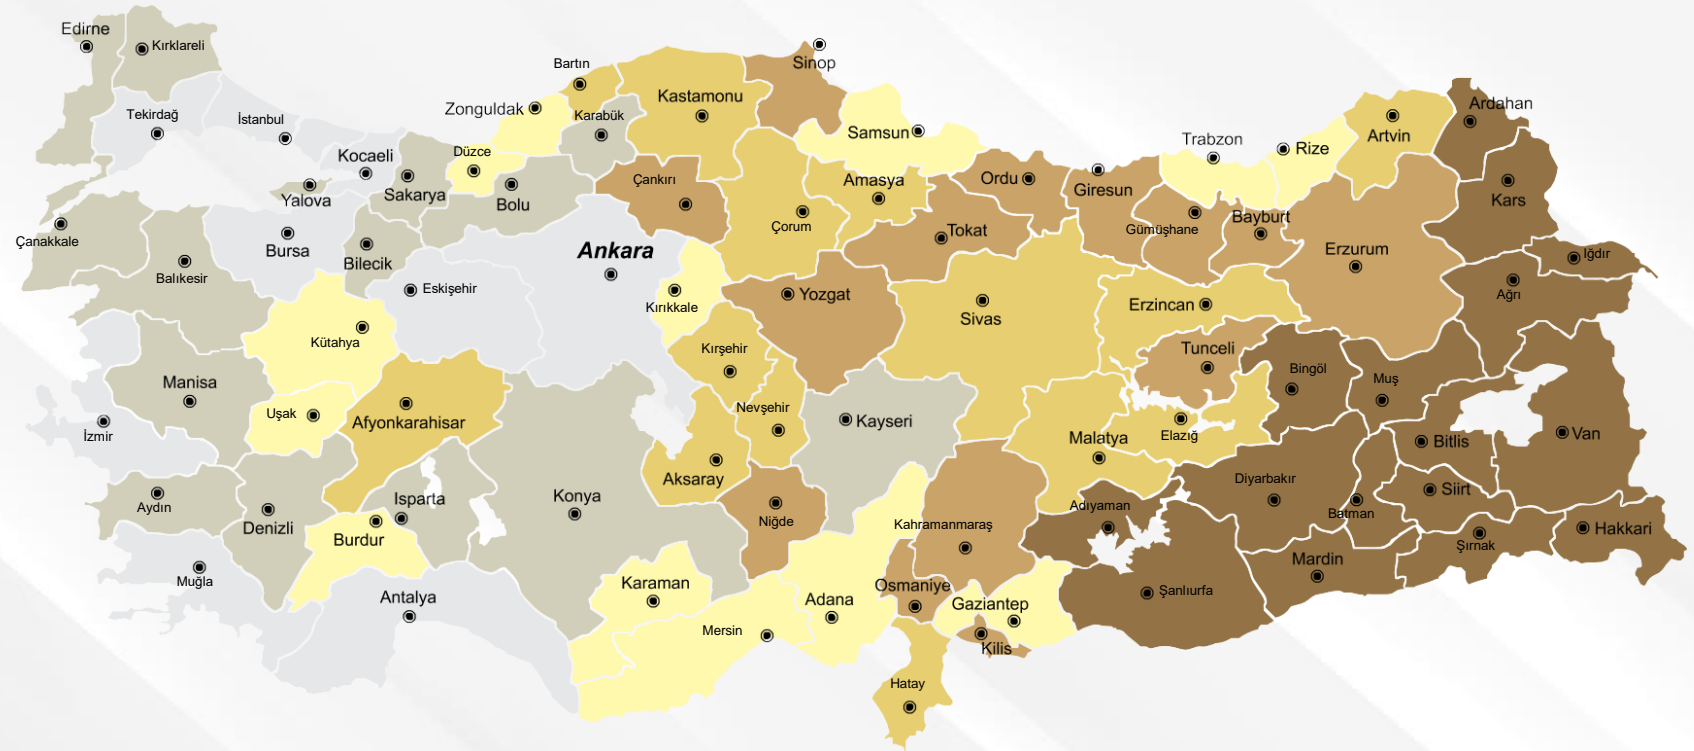 Edirne
Kırklareli
Tekirdağ
İstanbul
Kocaeli
Yalova
Sakarya
Düzce
Zonguldak
Bartın
Karabük
Kastamonu
Sinop
Samsun
Çankırı
Bolu
Çorum
Amasya
Ordu
Giresun
Trabzon
Rize
Artvin
Ardahan
Kars
Çanakkale
Balıkesir
Bursa
Bilecik
Eskişehir
Ankara
Kırıkkale
Yozgat
Tokat
Sivas
Gümüşhane
Bayburt
Erzincan
Erzurum
Iğdır
Ağrı
Kütahya
Manisa
Uşak
İzmir
Afyonkarahisar
Kırşehir
Nevşehir
Kayseri
Aksaray
Malatya
Elazığ
Tunceli
Bingöl
Muş
Bitlis
Van
Aydın
Denizli
Isparta
Burdur
Konya
Niğde
Kahramanmaraş
Adıyaman
Diyarbakır
Batman
Siirt
Şırnak
Hakkari
Muğla
Antalya
Karaman
Mersin
Adana
Osmaniye
Gaziantep
Kilis
Şanlıurfa
Mardin
Hatay